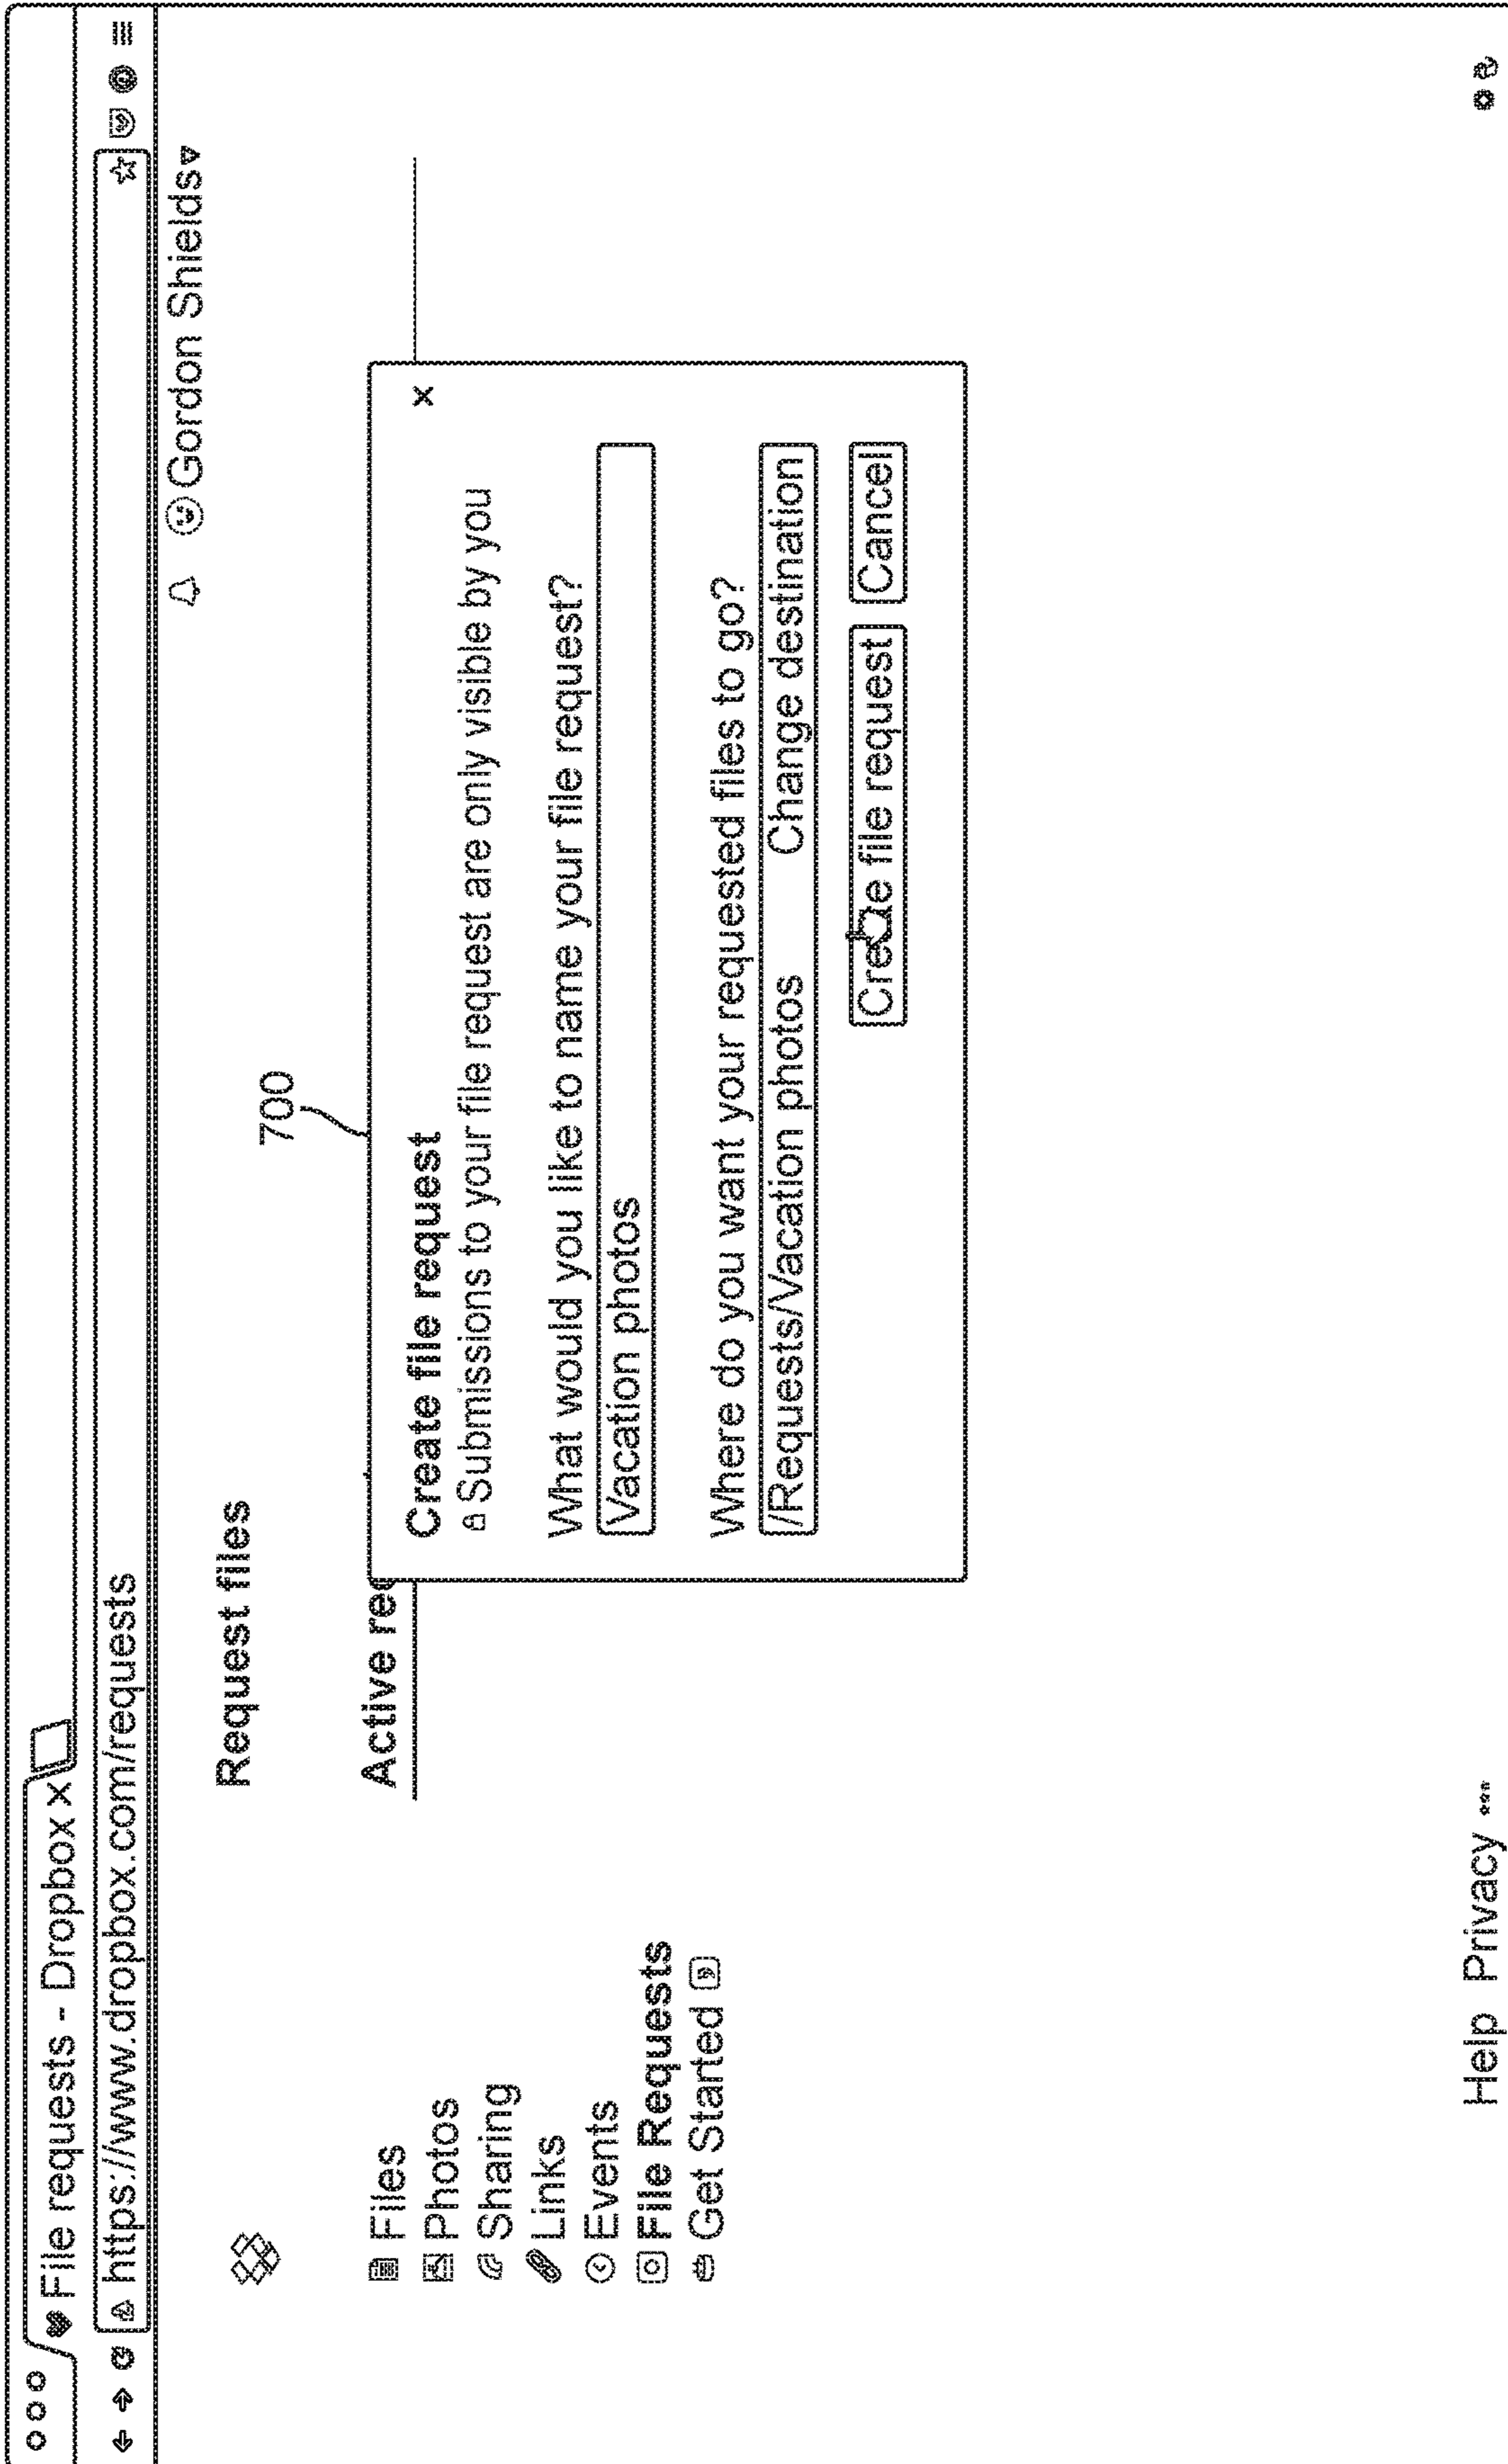 File requests - Dropbox x
https://www.dropbox.com/requests
Gordon Shields
Request files
700
Files
Photos
Sharing
Links
Events
File Requests
Get Started
Active rec
Create file request
x
Submissions to your file request are only visible by you
What would you like to name your file request?
Vacation photos
Where do you want your requested files to go?
/Requests/Vacation photos Change destination
Create file request Cancel
Help Privacy ...